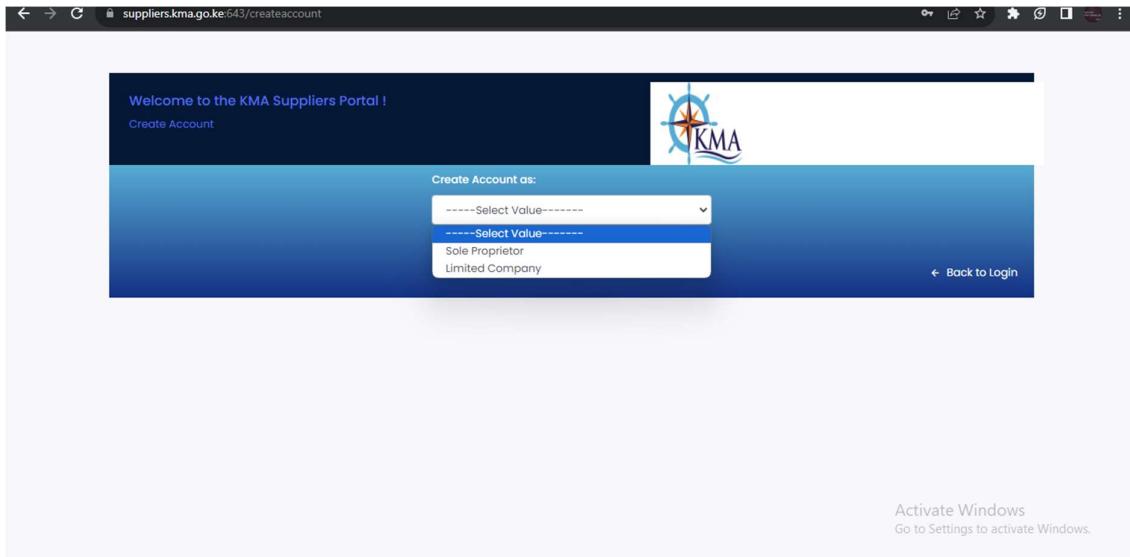 suppliers.kma.go.ke:643/createaccount
Welcome to the KMA Suppliers Portal !
Create Account
KMA
Create Account as:
-----Select Value-------
-----Select Value-------
Sole Proprietor
Limited Company
← Back to Login
Activate Windows
Go to Settings to activate Windows.